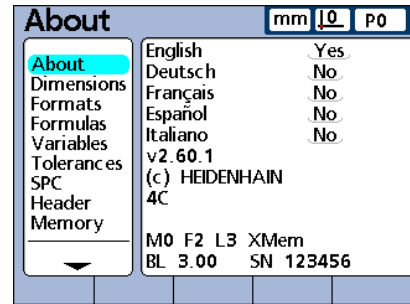 About
mm 0 P0
About
Dimensions
Formats
Formulas
Variables
Tolerances
SPC
Header
Memory
English Yes
Deutsch No
Français No
Español No
Italiano No
v2.60.1
(c) HEIDENHAIN
4C
M0 F2 L3 XMem
BL 3.00 SN 123456